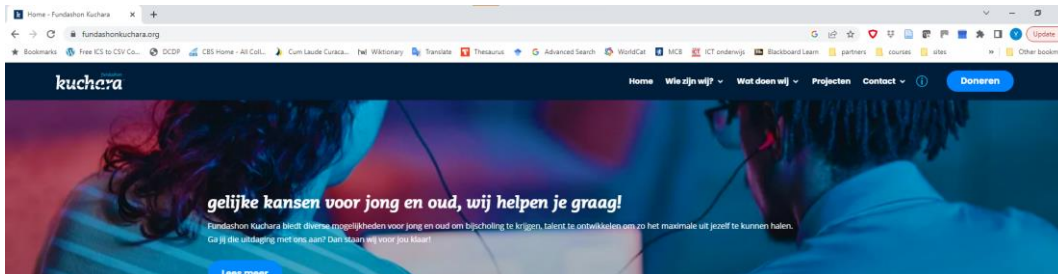 Home - Fundashon Kuchara
fundashonkuchara.org
Update
Bookmarks Free ICS to CSV Co... DCDP CBS Home - All Coll... Cum Laude Curaca... [w] Wiktionary Translate Thesaurus G Advanced Search WorldCat MCB ICT onderwijs Blackboard Learn partners courses sites » Other bookm
kuchara
Home Wie zijn wij? Wat doen wij Projecten Contact Doneren
gelijke kansen voor jong en oud, wij helpen je graag!
Fundashon Kuchara biedt diverse mogelijkheden voor jong en oud om bijscholing te krijgen, talent te ontwikkelen om zo het maximale uit jezelf te kunnen halen.
Ga jij die uitdaging met ons aan? Dan staan wij voor jou klaar!
Lees meer